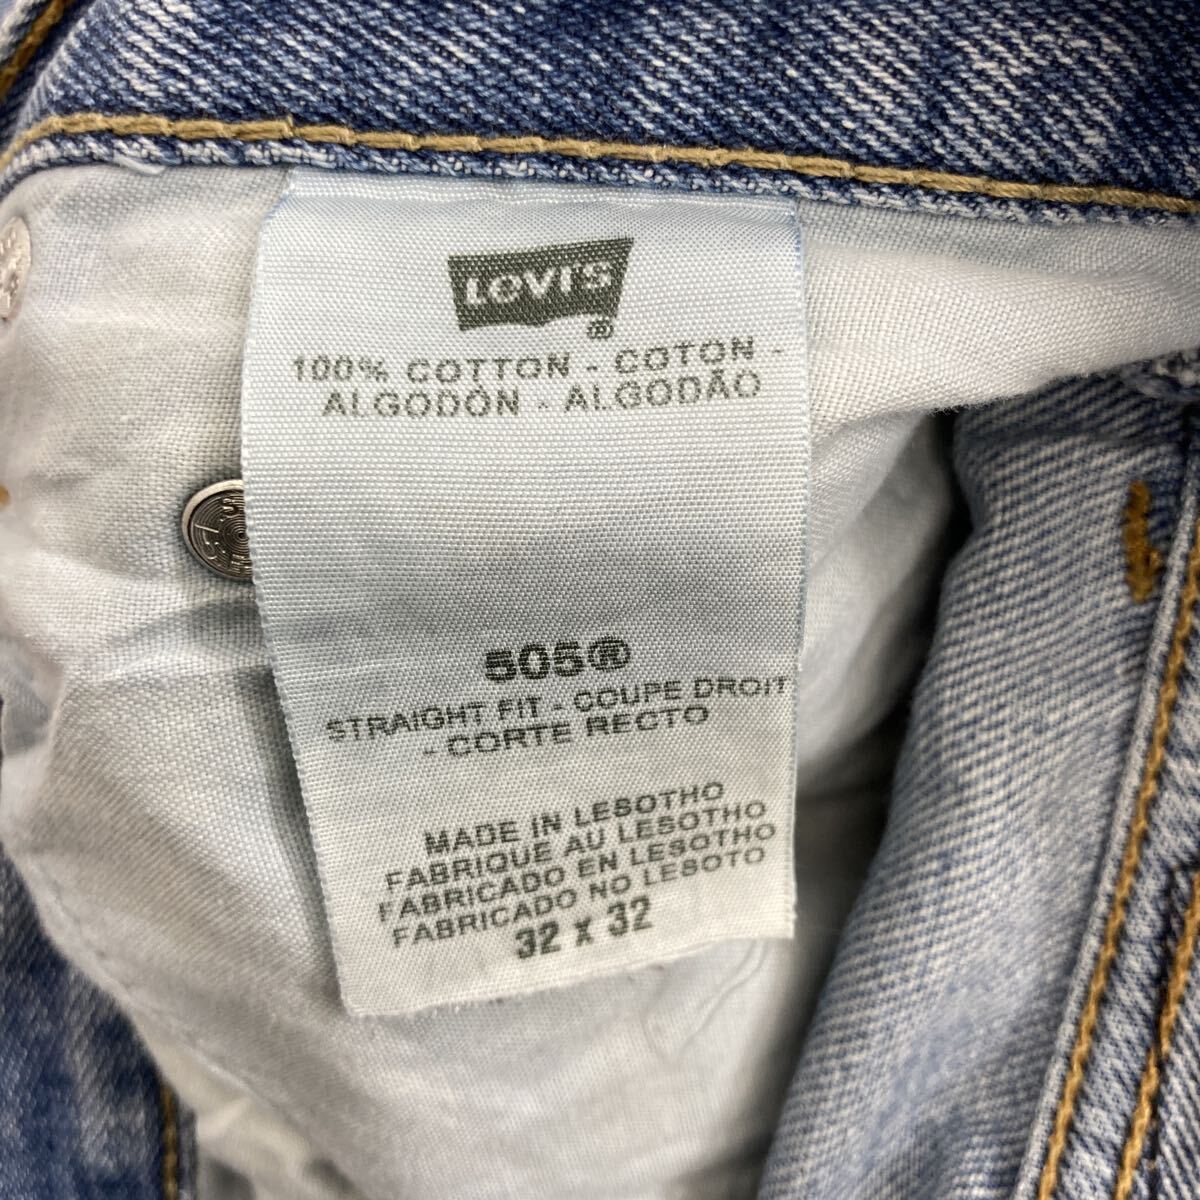 LEVI'S
®
100% COTTON - COTON -
ALGODÓN - ALGODÃO
505®
STRAIGHT FIT - COUPE DROIT
- CORTE RECTO
MADE IN LESOTHO
FABRIQUE AU LESOTHO
FABRICADO EN LESOTHO
FABRICADO NO LESOTO
32 X 32